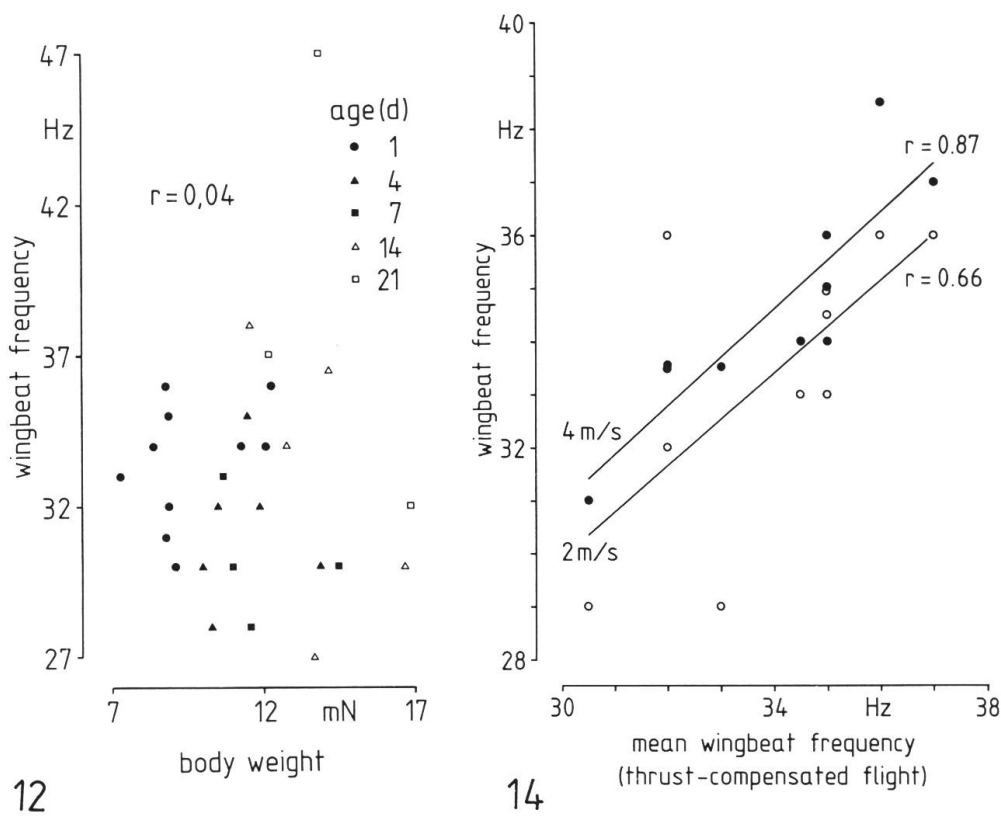 47
Hz
42
37
32
27
wingbeat frequency
r=0,04
age(d)
1
4
7
14
21
7
12
mN
17
body weight
12
40
Hz
36
32
28
wingbeat frequency
r=0.87
r=0.66
4m/s
2m/s
30
34
Hz
38
mean wingbeat frequency
(thrust-compensated flight)
14